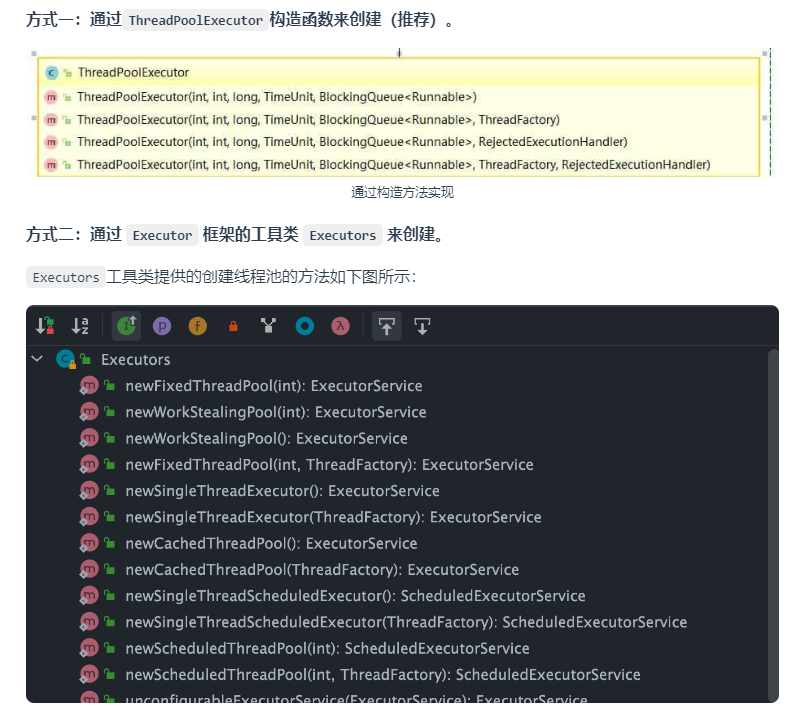 方式一：通过 ThreadPoolExecutor 构造函数来创建（推荐）。
ThreadPoolExecutor
ThreadPoolExecutor(int, int, long, TimeUnit, BlockingQueue<Runnable>)
ThreadPoolExecutor(int, int, long, TimeUnit, BlockingQueue<Runnable>, ThreadFactory)
ThreadPoolExecutor(int, int, long, TimeUnit, BlockingQueue<Runnable>, RejectedExecutionHandler)
ThreadPoolExecutor(int, int, long, TimeUnit, BlockingQueue<Runnable>, ThreadFactory, RejectedExecutionHandler)
通过构造方法实现
方式二：通过 Executor 框架的工具类 Executors 来创建。
Executors 工具类提供的创建线程池的方法如下图所示：
Executors
newFixedThreadPool(int): ExecutorService
newWorkStealingPool(int): ExecutorService
newWorkStealingPool(): ExecutorService
newFixedThreadPool(int, ThreadFactory): ExecutorService
newSingleThreadExecutor(): ExecutorService
newSingleThreadExecutor(ThreadFactory): ExecutorService
newCachedThreadPool(): ExecutorService
newCachedThreadPool(ThreadFactory): ExecutorService
newSingleThreadScheduledExecutor(): ScheduledExecutorService
newSingleThreadScheduledExecutor(ThreadFactory): ScheduledExecutorService
newScheduledThreadPool(int): ScheduledExecutorService
newScheduledThreadPool(int, ThreadFactory): ScheduledExecutorService
unconfigurableExecutorService(ExecutorService): ExecutorService